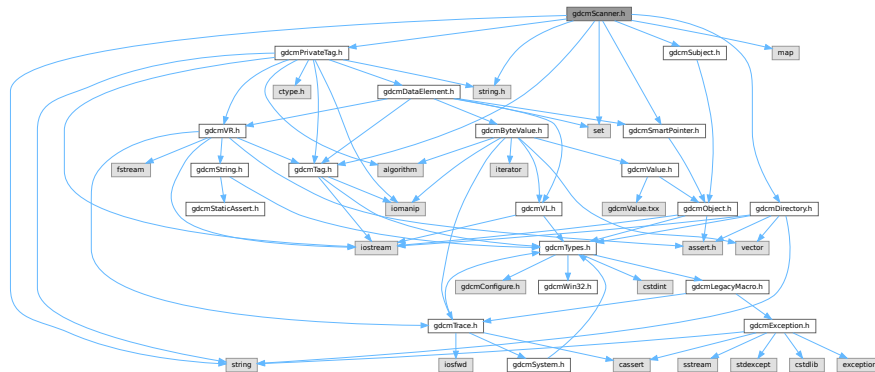 gdcmScanner.h
gdcmPrivateTag.h
gdcmSubject.h
map
ctype.h
gdcmDataElement.h
string.h
gdcmVR.h
gdcmByteValue.h
set
gdcmSmartPointer.h
fstream
gdcmString.h
gdcmTag.h
algorithm
iterator
gdcmValue.h
gdcmStaticAssert.h
iomanip
gdcmVL.h
gdcmValue.txx
gdcmObject.h
gdcmDirectory.h
iostream
gdcmTypes.h
assert.h
vector
gdcmConfigure.h
gdcmWin32.h
cstdint
gdcmLegacyMacro.h
gdcmTrace.h
gdcmException.h
string
iosfwd
gdcmSystem.h
cassert
sstream
stdexcept
cstdlib
exception